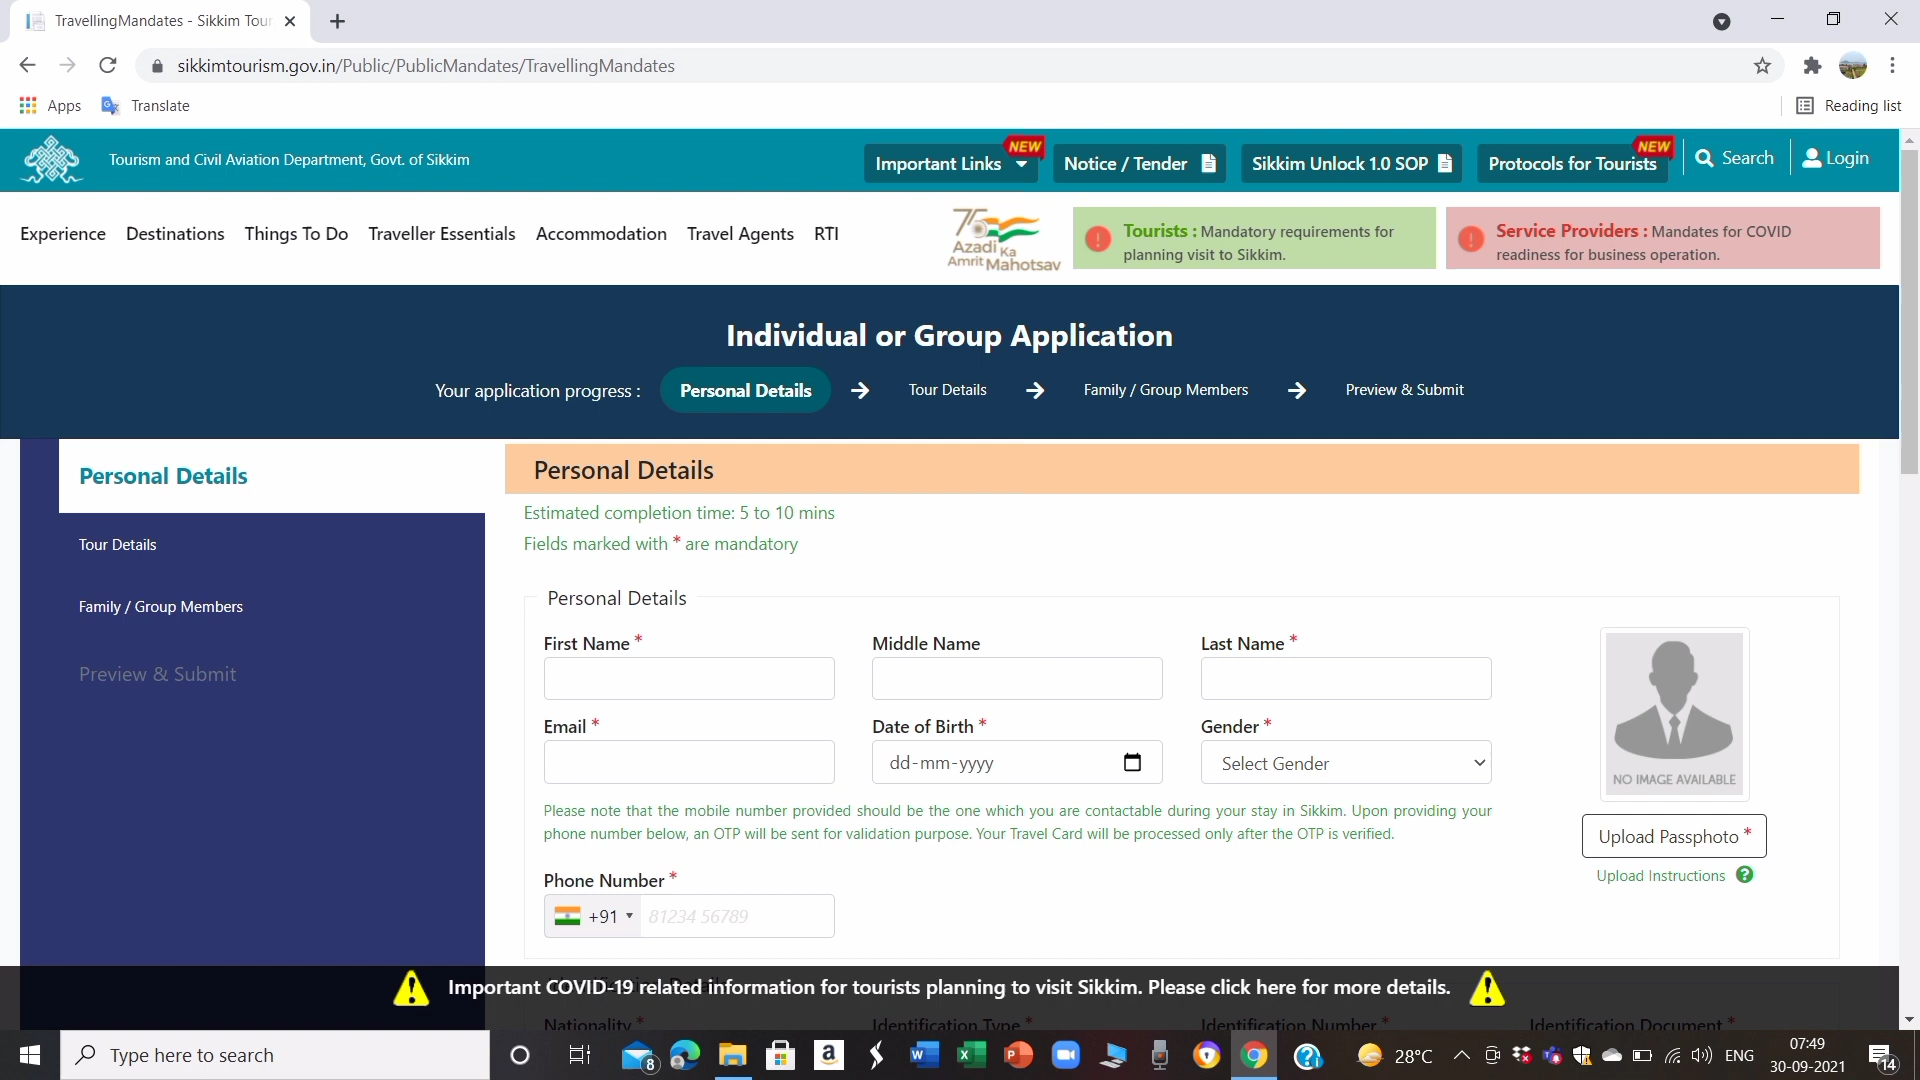 TravellingMandates - Sikkim Tour
sikkimtourism.gov.in/Public/PublicMandates/TravellingMandates
Apps
Translate
Reading list
Tourism and Civil Aviation Department, Govt. of Sikkim
Important Links
NEW
Notice / Tender
Sikkim Unlock 1.0 SOP
Protocols for Tourists
NEW
Search
Login
Experience
Destinations
Things To Do
Traveller Essentials
Accommodation
Travel Agents
RTI
75
Azadi Ka
Amrit Mahotsav
Tourists : Mandatory requirements for
planning visit to Sikkim.
Service Providers : Mandates for COVID
readiness for business operation.
Individual or Group Application
Your application progress :
Personal Details
Tour Details
Family / Group Members
Preview & Submit
Personal Details
Tour Details
Family / Group Members
Preview & Submit
Personal Details
Estimated completion time: 5 to 10 mins
Fields marked with * are mandatory
Personal Details
First Name *
Middle Name
Last Name *
Email *
Date of Birth *
Gender *
dd-mm-yyyy
Select Gender
NO IMAGE AVAILABLE
Please note that the mobile number provided should be the one which you are contactable during your stay in Sikkim. Upon providing your
phone number below, an OTP will be sent for validation purpose. Your Travel Card will be processed only after the OTP is verified.
Upload Passphoto *
Upload Instructions
Phone Number *
+91
81234 56789
Important COVID-19 related information for tourists planning to visit Sikkim. Please click here for more details.
Nationality *
Identification Type *
Identification Number *
Identification Document *
Type here to search
8
28°C
ENG
07:49
30-09-2021
14